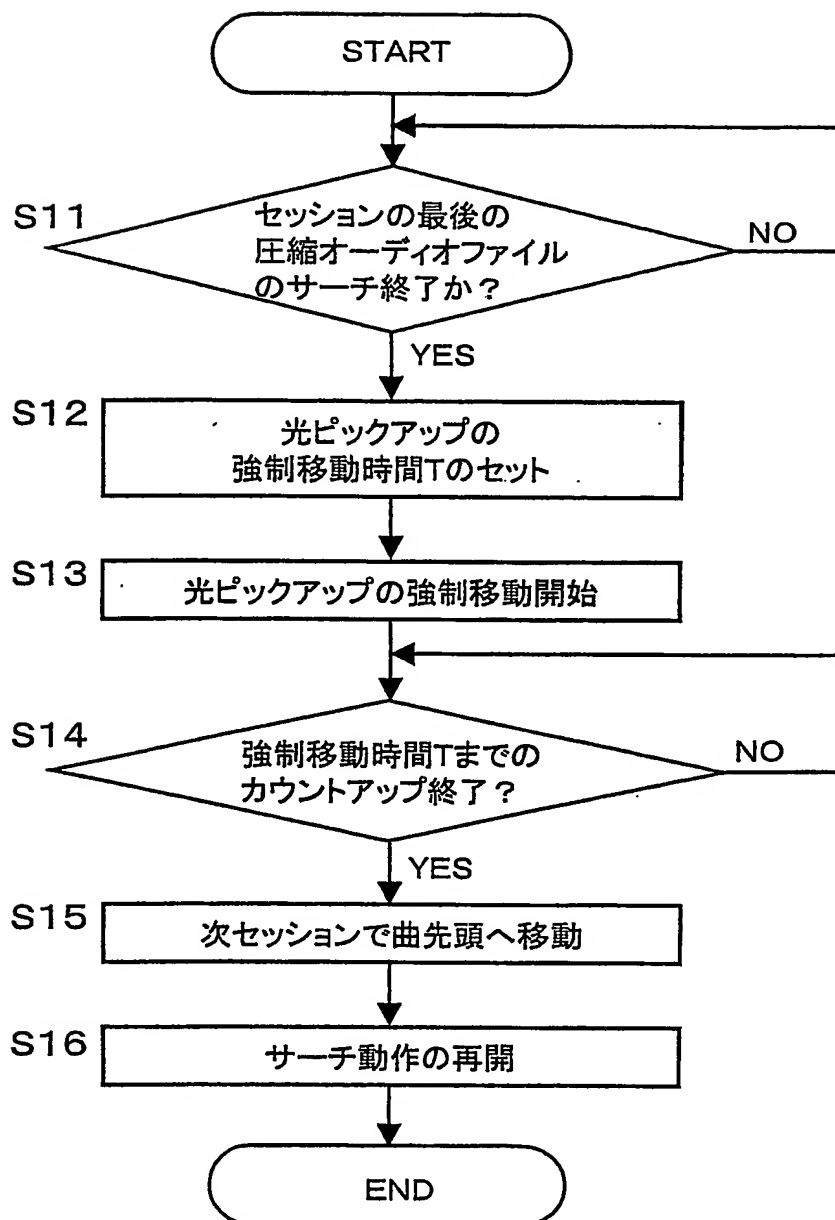 START
S11
セッションの最後の
圧縮オーディオファイル
のサーチ終了か？
NO
YES
S12
光ピックアップの
強制移動時間Tのセット
S13
光ピックアップの強制移動開始
S14
強制移動時間Tまでの
カウントアップ終了？
NO
YES
S15
次セッションで曲先頭へ移動
S16
サーチ動作の再開
END